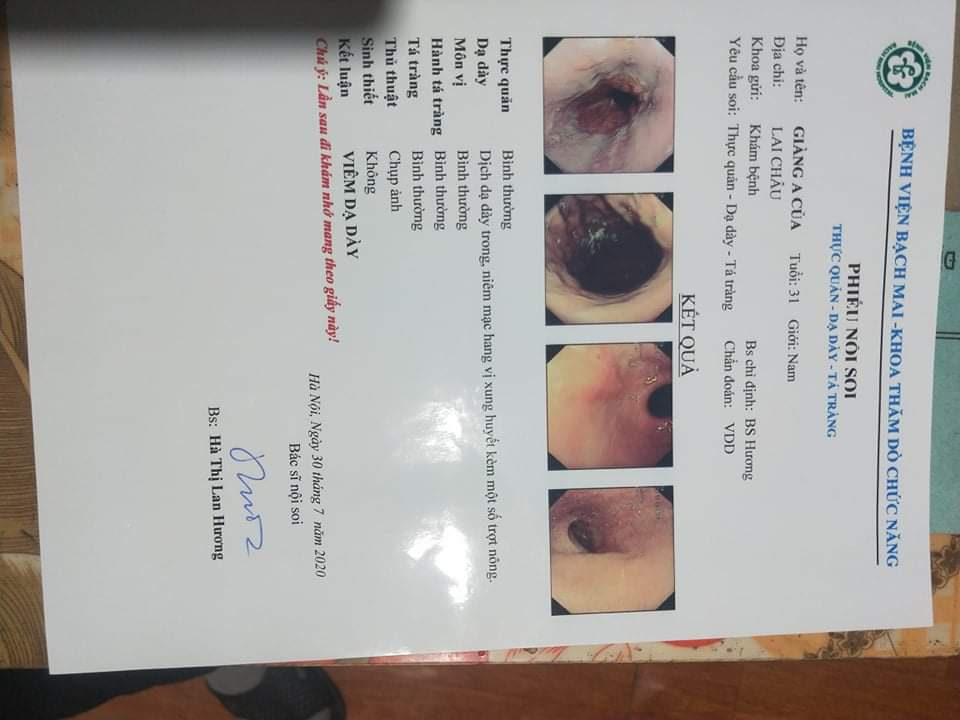 BỆNH VIỆN BẠCH MAI
BỆNH VIỆN BẠCH MAI -KHOA THĂM DÒ CHỨC NĂNG
PHIẾU NỘI SOI
THỰC QUẢN - DẠ DÀY - TÁ TRÀNG
Họ và tên: GIÀNG A CỦA Tuổi: 31 Giới: Nam
Địa chỉ: LAI CHÂU
Khoa gửi: Khám bệnh Bs chỉ định: BS Hương
Yêu cầu soi: Thực quản - Dạ dày - Tá tràng Chẩn đoán: VDD
KẾT QUẢ
Thực quản Bình thường
Dạ dày Dịch dạ dày trong, niêm mạc hang vị xung huyết kèm một số trợt nông.
Môn vị Bình thường
Hành tá tràng Bình thường
Tá tràng Bình thường
Thủ thuật Chụp ảnh
Sinh thiết Không
Kết luận VIÊM DẠ DÀY
Chú ý: Lần sau đi khám nhớ mang theo giấy này!
Hà Nội, Ngày 30 tháng 7 năm 2020
Bác sĩ nội soi
Bs: Hà Thị Lan Hương